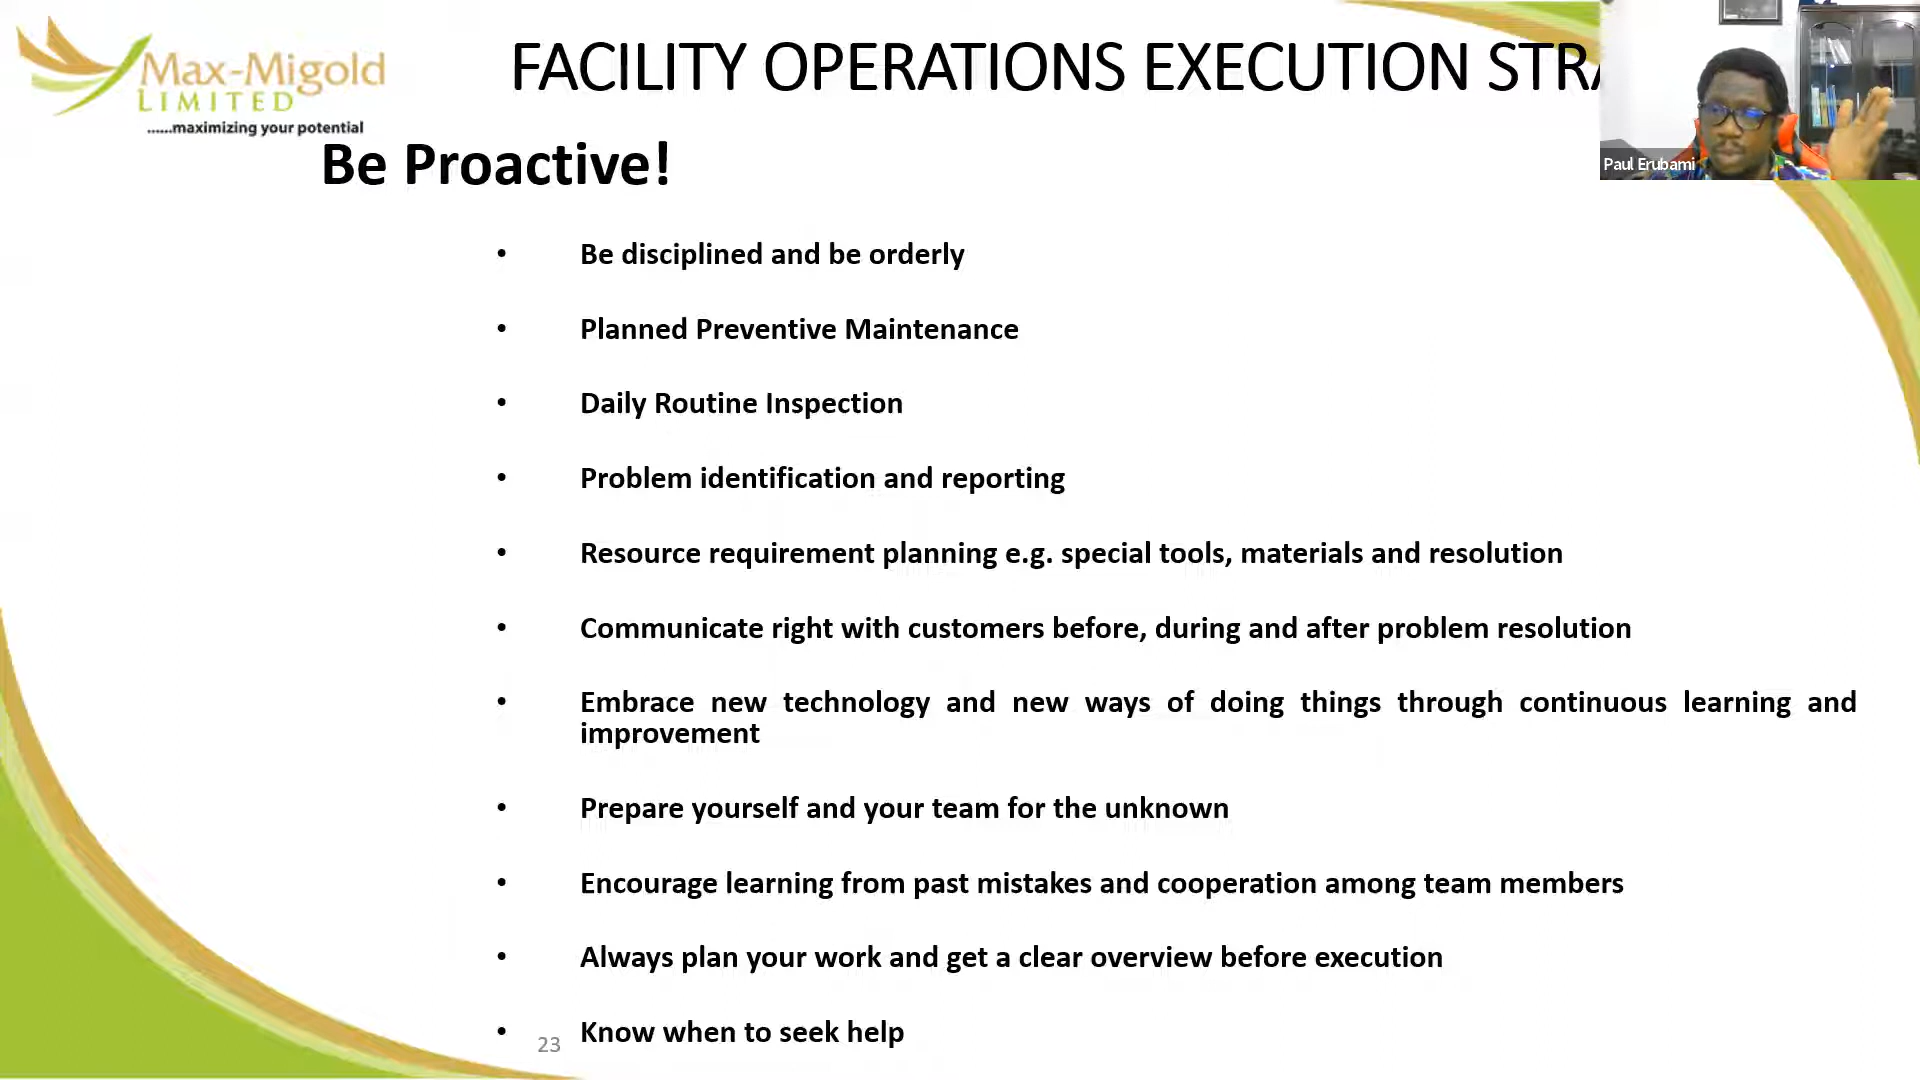 Max-Migold
LIMITED
......maximizing your potential
FACILITY OPERATIONS EXECUTION STRA
Paul Erubami
Be Proactive!
• Be disciplined and be orderly
• Planned Preventive Maintenance
• Daily Routine Inspection
• Problem identification and reporting
• Resource requirement planning e.g. special tools, materials and resolution
• Communicate right with customers before, during and after problem resolution
• Embrace new technology and new ways of doing things through continuous learning and
improvement
• Prepare yourself and your team for the unknown
• Encourage learning from past mistakes and cooperation among team members
• Always plan your work and get a clear overview before execution
• Know when to seek help
23